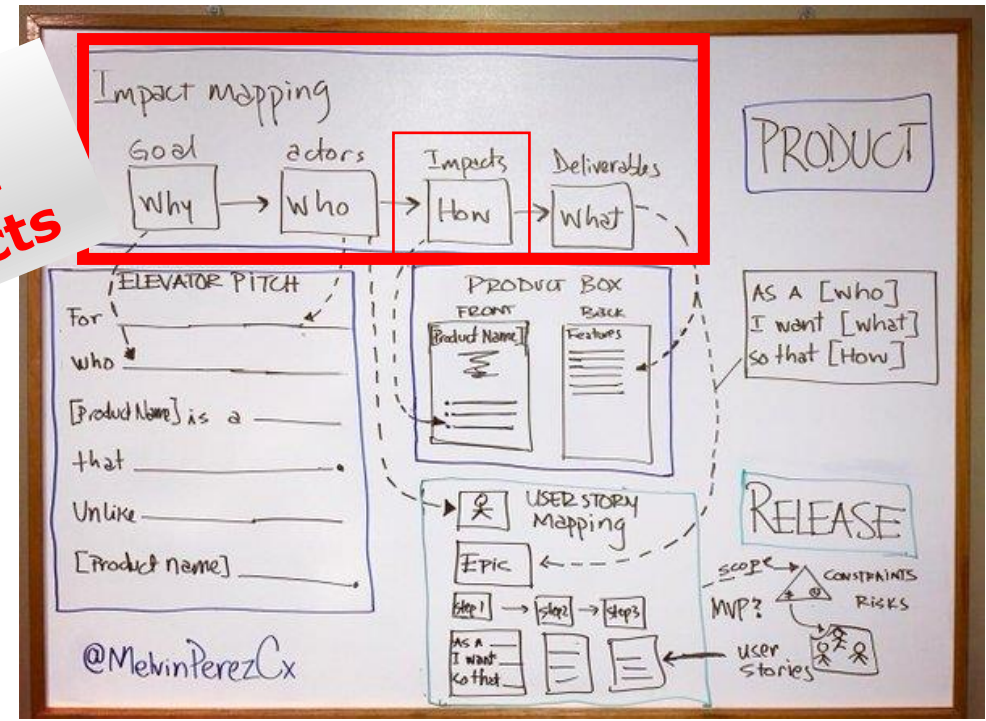 cts
Impact mapping
Goal actors Impacts Deliverables
Why Who How What
PRODUCT
ELEVATOR PITCH
For
who
[Product Name] is a
that
Unlike
[Product name]
PRODUCT BOX
FRONT Back
[Product Name] Features
AS A [who]
I want [what]
so that [How]
USER STORY
Mapping
Epic
step 1 step2 step3
AS A
I want
so that
RELEASE
scope
MVP?
CONSTRAINTS
RISKS
user
stories
@MelvinPerezCx